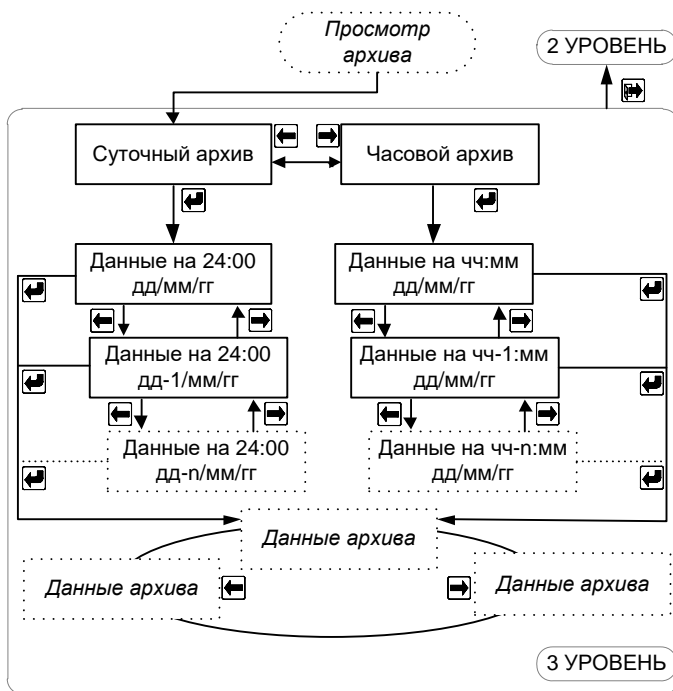 Просмотр
архива
2 УРОВЕНЬ
Суточный архив
Часовой архив
Данные на 24:00
дд/мм/гг
Данные на чч:мм
дд/мм/гг
Данные на 24:00
дд-1/мм/гг
Данные на чч-1:мм
дд/мм/гг
Данные на 24:00
дд-n/мм/гг
Данные на чч-n:мм
дд/мм/гг
Данные архива
Данные архива
Данные архива
3 УРОВЕНЬ